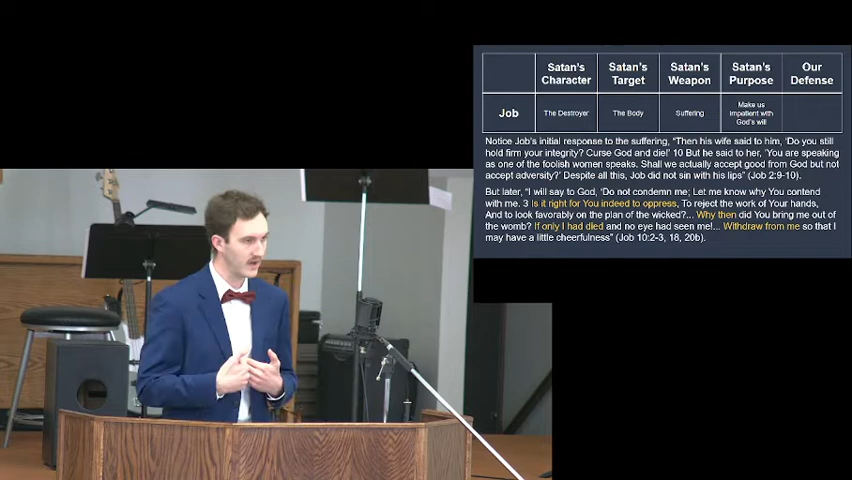 Satan's Character
Satan's Target
Satan's Weapon
Satan's Purpose
Our Defense
Job
The Destroyer
The Body
Suffering
Make us impatient with God's will
Notice Job's initial response to the suffering, “Then his wife said to him, ‘Do you still
hold firm your integrity? Curse God and die!’ 10 But he said to her, ‘You are speaking
as one of the foolish women speaks. Shall we actually accept good from God but not
accept adversity?’ Despite all this, Job did not sin with his lips” (Job 2:9-10).
But later, “I will say to God, ‘Do not condemn me; Let me know why You contend
with me. 3 Is it right for You indeed to oppress, To reject the work of Your hands,
And to look favorably on the plan of the wicked?... Why then did You bring me out of
the womb? If only I had died and no eye had seen me!... Withdraw from me so that I
may have a little cheerfulness” (Job 10:2-3, 18, 20b).